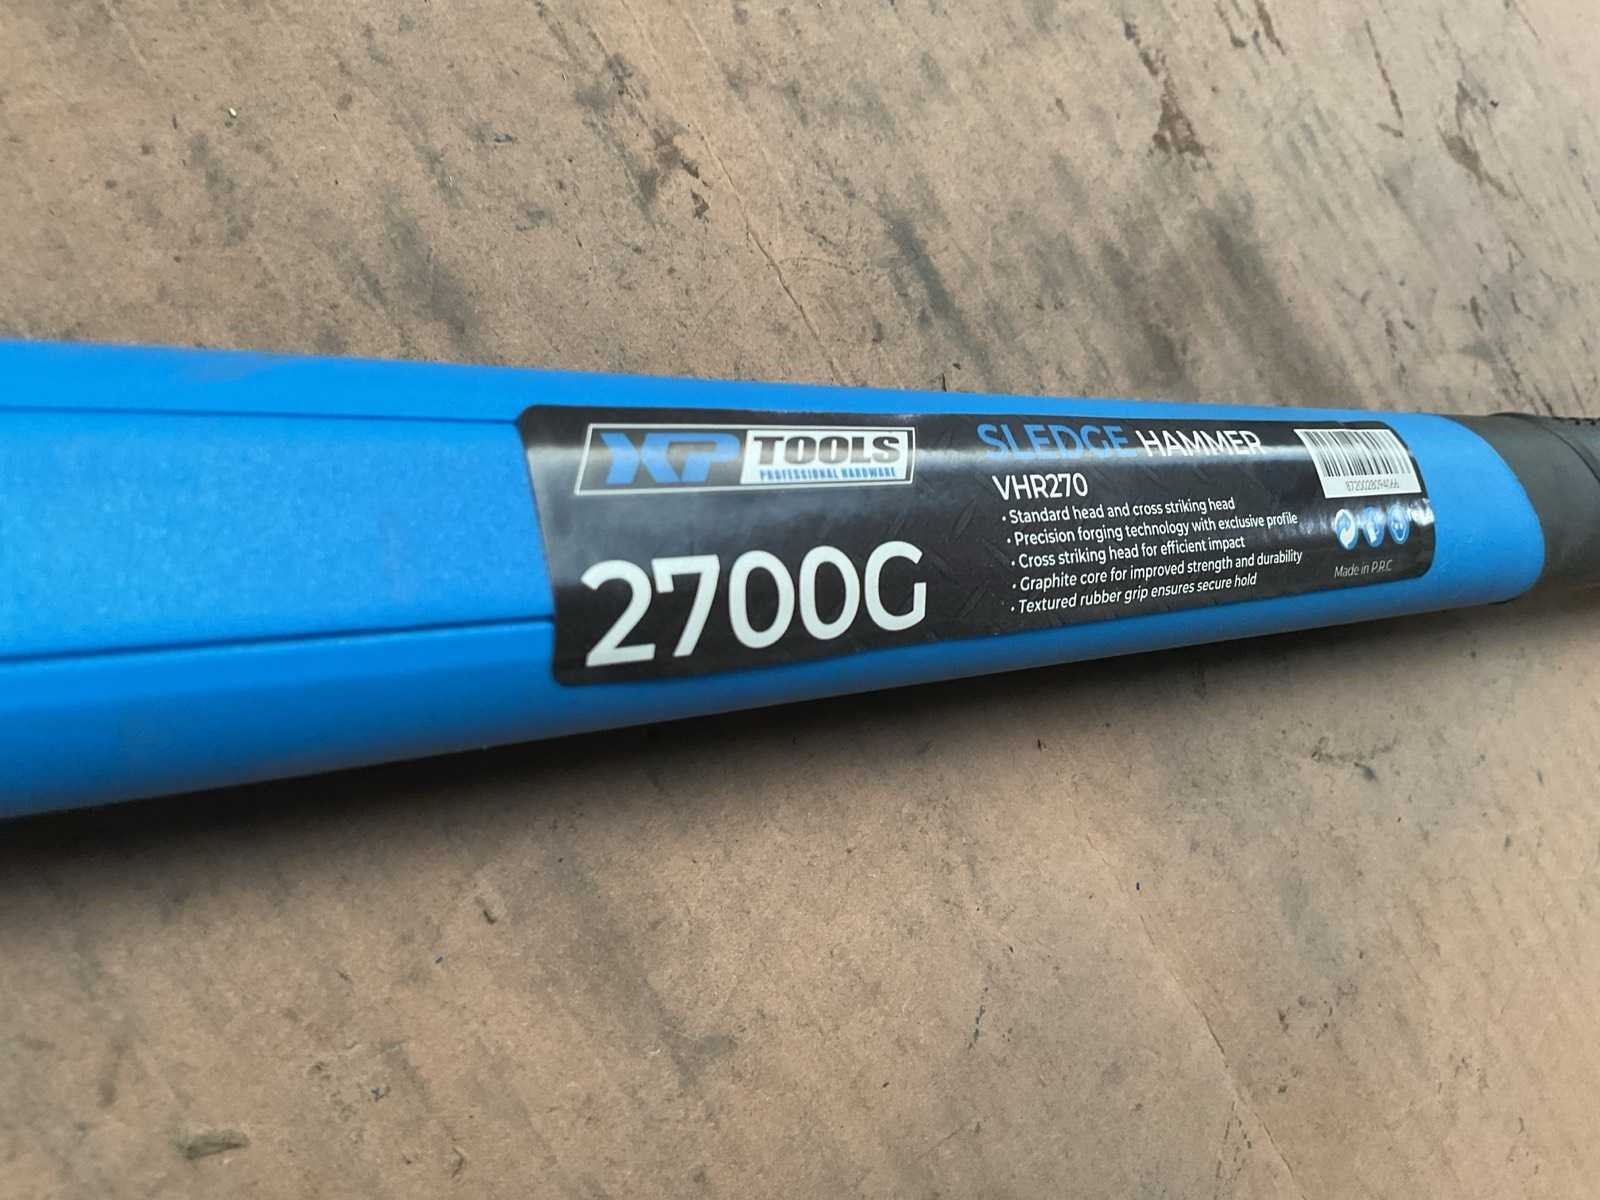 XP TOOLS
PROFESSIONAL HARDWARE
2700G
SLEDGE HAMMER
VHR270
• Standard head and cross striking head
• Precision forging technology with exclusive profile
• Cross striking head for efficient impact
• Graphite core for improved strength and durability
• Textured rubber grip ensures secure hold
8720028094066
Made in P.R.C